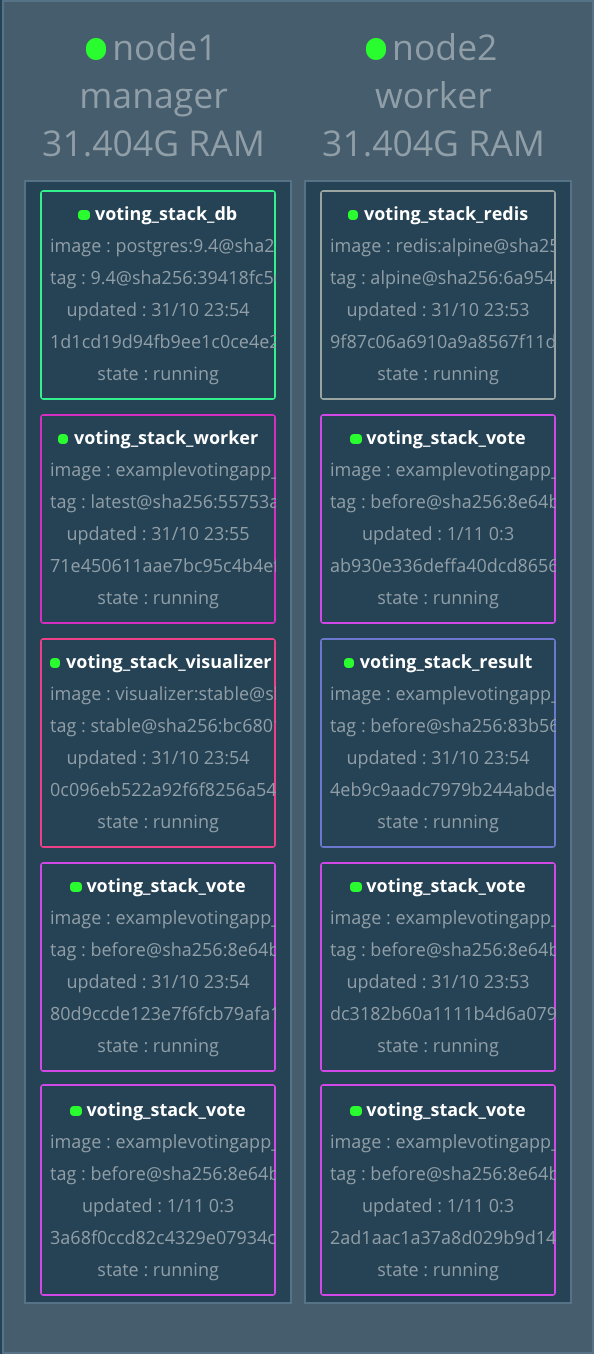 node1
manager
31.404G RAM
voting_stack_db
image : postgres:9.4@sha2
tag : 9.4@sha256:39418fc5
updated : 31/10 23:54
1d1cd19d94fb9ee1c0ce4e2
state : running
voting_stack_worker
image : examplevotingapp_
tag : latest@sha256:55753a
updated : 31/10 23:55
71e450611aae7bc95c4b4e
state : running
voting_stack_visualizer
image : visualizer:stable@s
tag : stable@sha256:bc680
updated : 31/10 23:54
0c096eb522a92f6f8256a54
state : running
voting_stack_vote
image : examplevotingapp_
tag : before@sha256:8e64b
updated : 31/10 23:54
80d9ccde123e7f6fcb79afa1
state : running
voting_stack_vote
image : examplevotingapp_
tag : before@sha256:8e64b
updated : 1/11 0:3
3a68f0ccd82c4329e07934c
state : running
node2
worker
31.404G RAM
voting_stack_redis
image : redis:alpine@sha25
tag : alpine@sha256:6a954
updated : 31/10 23:53
9f87c06a6910a9a8567f11d
state : running
voting_stack_vote
image : examplevotingapp_
tag : before@sha256:8e64b
updated : 1/11 0:3
ab930e336deffa40dcd8656
state : running
voting_stack_result
image : examplevotingapp_
tag : before@sha256:83b56
updated : 31/10 23:54
4eb9c9aadc7979b244abde
state : running
voting_stack_vote
image : examplevotingapp_
tag : before@sha256:8e64b
updated : 31/10 23:53
dc3182b60a1111b4d6a079
state : running
voting_stack_vote
image : examplevotingapp_
tag : before@sha256:8e64b
updated : 1/11 0:3
2ad1aac1a37a8d029b9d14
state : running